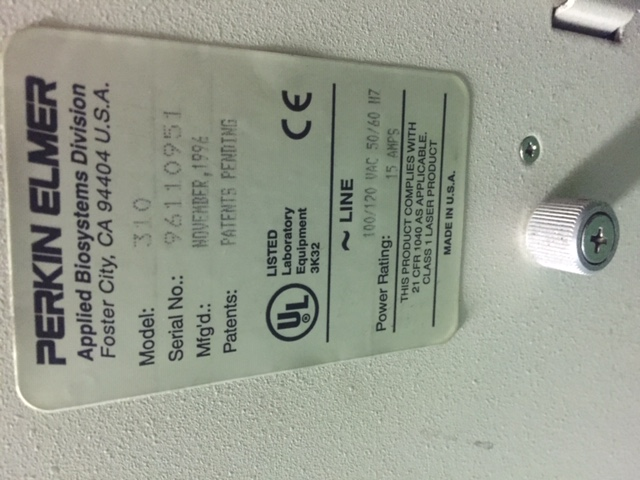 PERKIN ELMER
Applied Biosystems Division
Foster City, CA 94404 U.S.A.
Model: 310
Serial No.: 96110951
Mfg'd.: NOVEMBER,1996
Patents: PATENTS PENDING
UL
LISTED
Laboratory
Equipment
3K32
CE
~ LINE
Power Rating: 100/120 VAC 50/60 HZ
15 AMPS
THIS PRODUCT COMPLIES WITH
21 CFR 1040 AS APPLICABLE.
CLASS 1 LASER PRODUCT
MADE IN U.S.A.